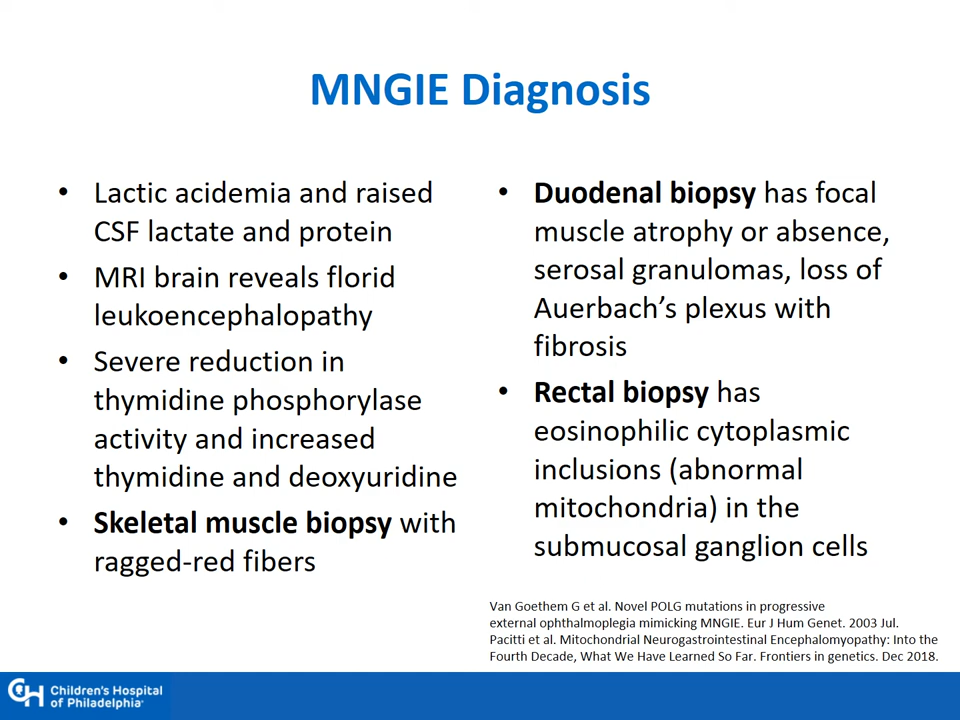 MNGIE Diagnosis
• Lactic acidemia and raised
CSF lactate and protein
• MRI brain reveals florid
leukoencephalopathy
• Severe reduction in
thymidine phosphorylase
activity and increased
thymidine and deoxyuridine
• Skeletal muscle biopsy with
ragged-red fibers
• Duodenal biopsy has focal
muscle atrophy or absence,
serosal granulomas, loss of
Auerbach’s plexus with
fibrosis
• Rectal biopsy has
eosinophilic cytoplasmic
inclusions (abnormal
mitochondria) in the
submucosal ganglion cells
Van Goethem G et al. Novel POLG mutations in progressive
external ophthalmoplegia mimicking MNGIE. Eur J Hum Genet. 2003 Jul.
Pacitti et al. Mitochondrial Neurogastrointestinal Encephalomyopathy: Into the
Fourth Decade, What We Have Learned So Far. Frontiers in genetics. Dec 2018.
CH Children's Hospital
of Philadelphia